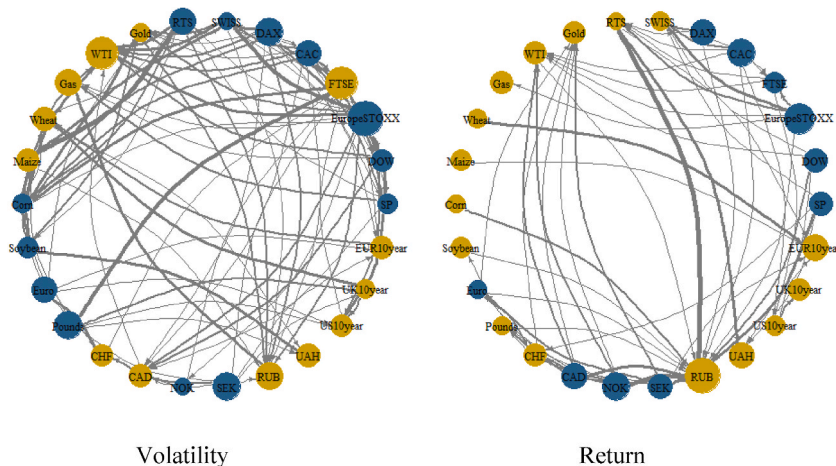 RTS
SWISS
DAX
CAC
FTSE
EuropeSTOXX
DOW
SP
EUR10year
UK10year
US10year
UAH
RUB
SEK
NOK
CAD
CHF
Pounds
Euro
Soybean
Corn
Maize
Wheat
Gas
WTI
Gold
Volatility
RTS
SWISS
DAX
CAC
FTSE
EuropeSTOXX
DOW
SP
EUR10year
UK10year
US10year
UAH
RUB
SEK
NOK
CAD
CHF
Pounds
Euro
Soybean
Corn
Maize
Wheat
Gas
WTI
Gold
Return